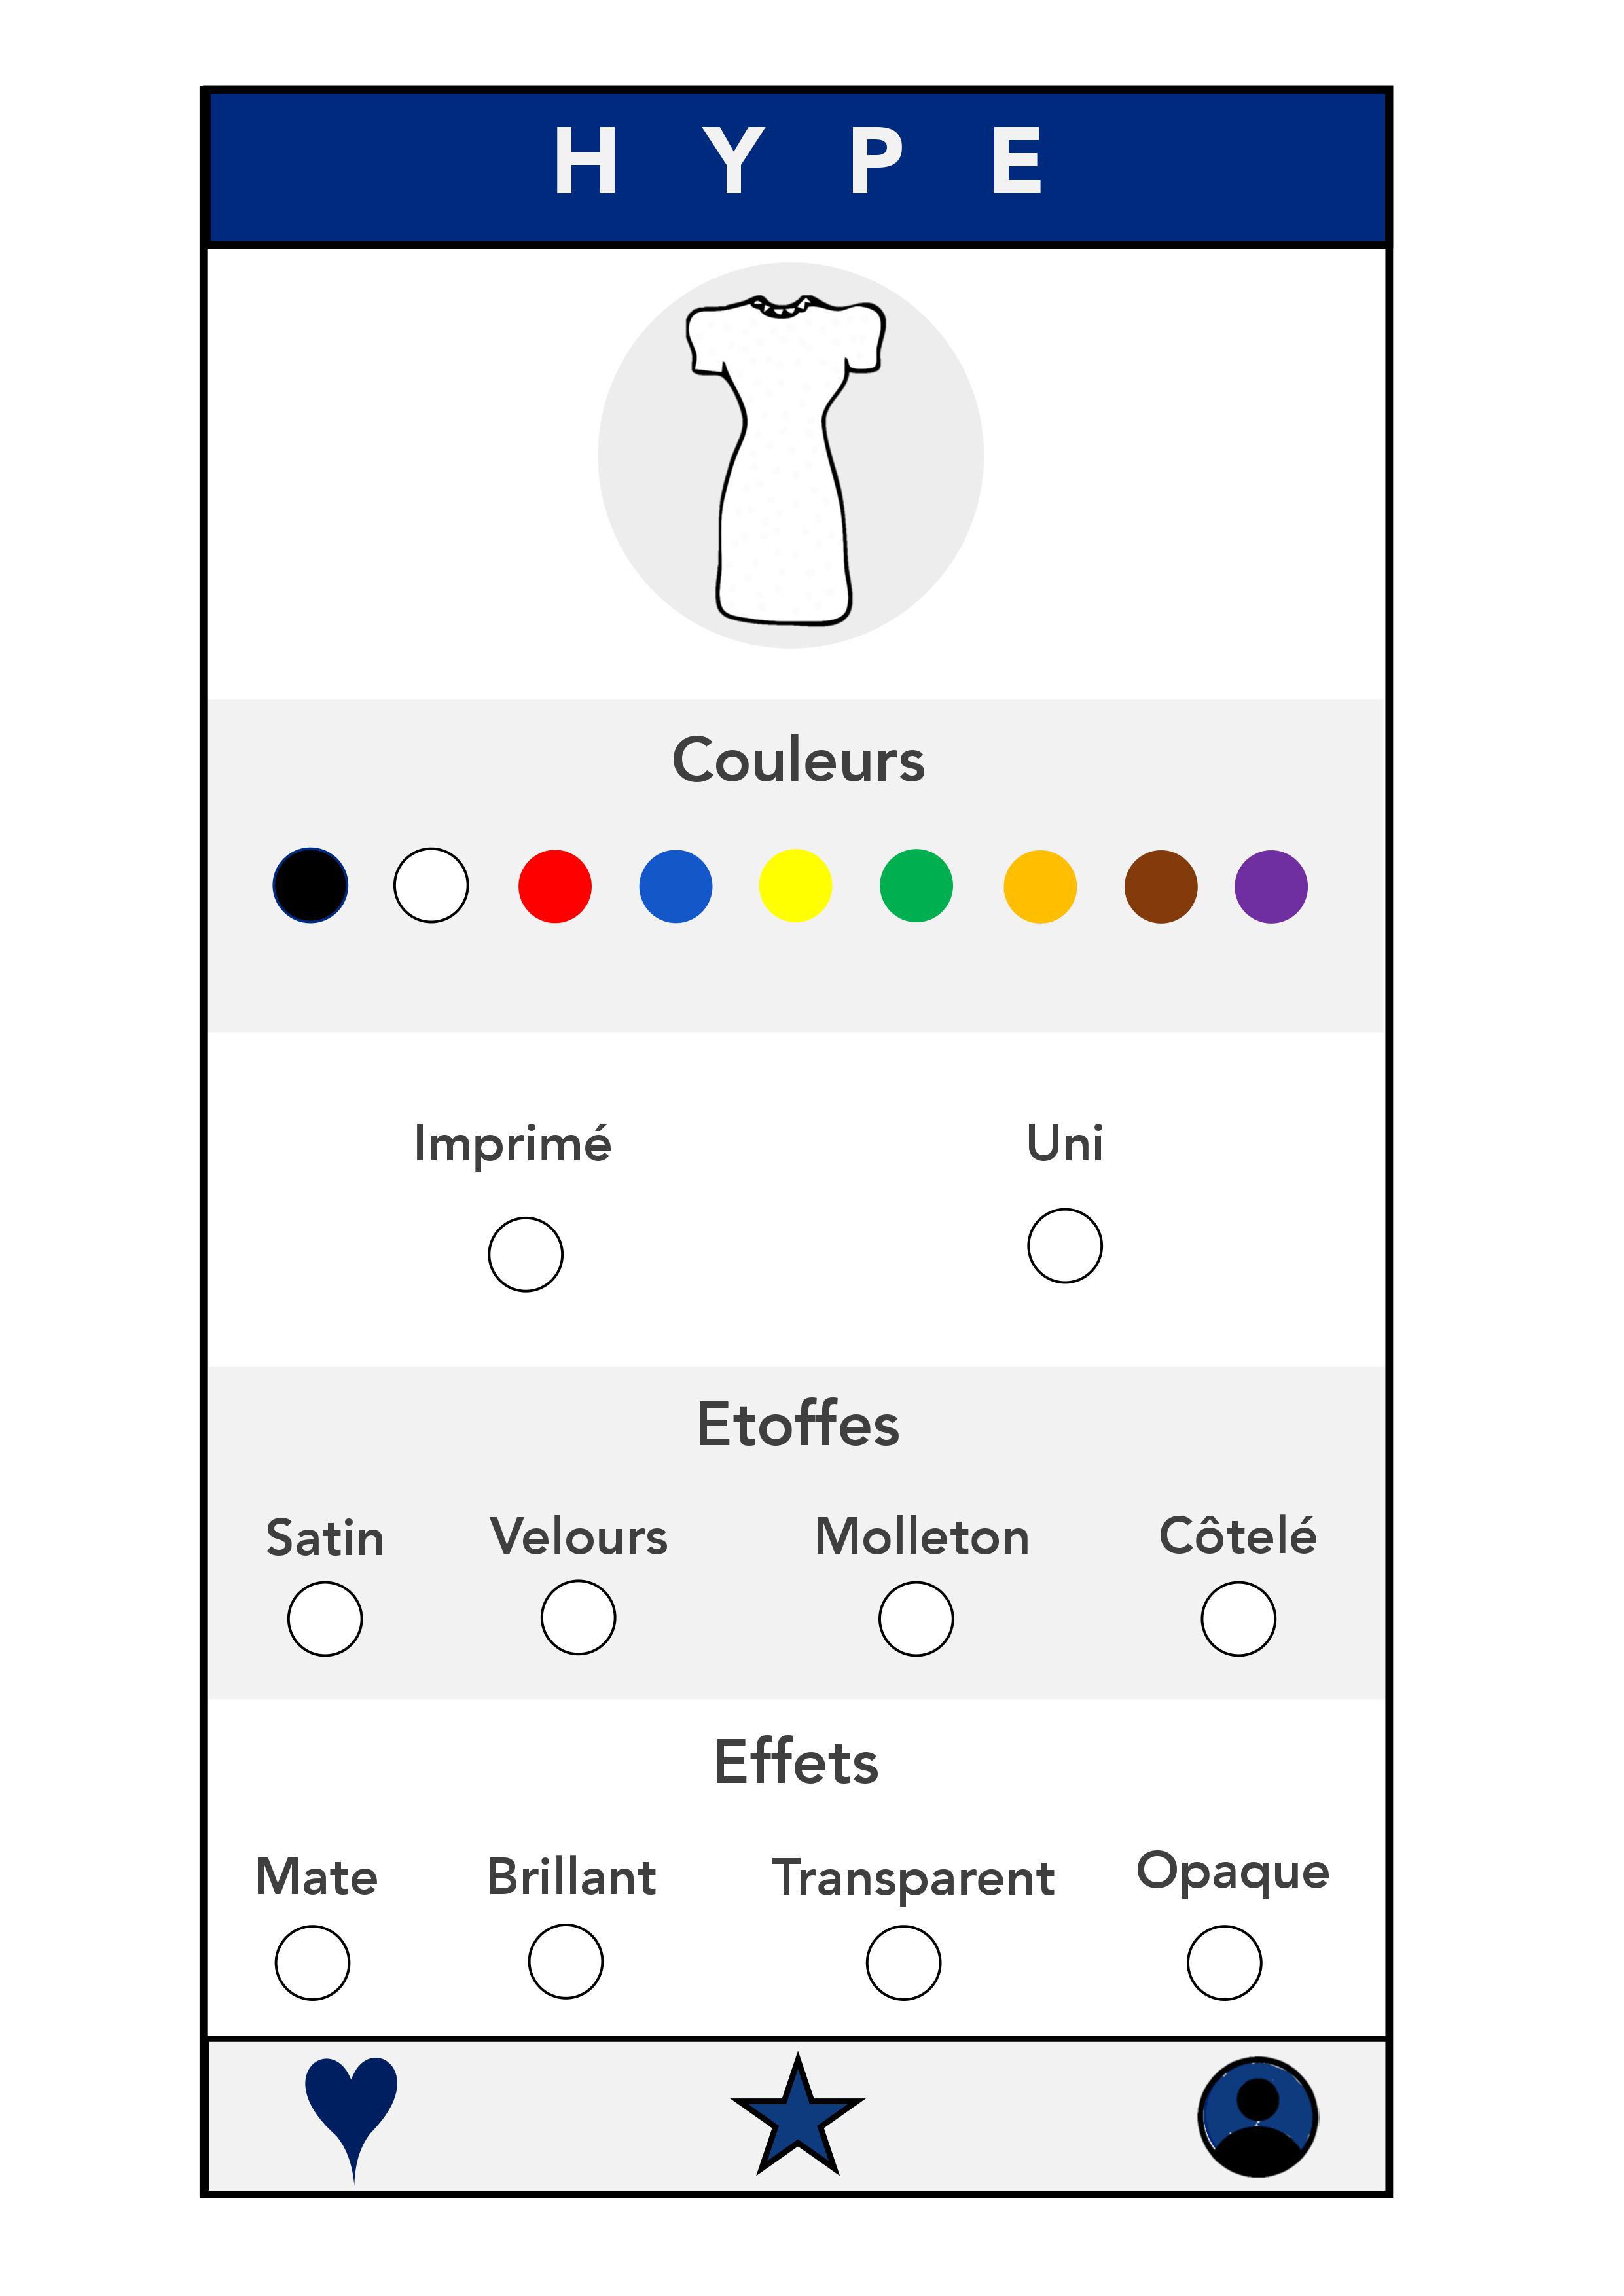 H Y P E
Couleurs
Imprimé Uni
Etoffes
Satin Velours Molleton Côtelé
Effets
Mate Brillant Transparent Opaque